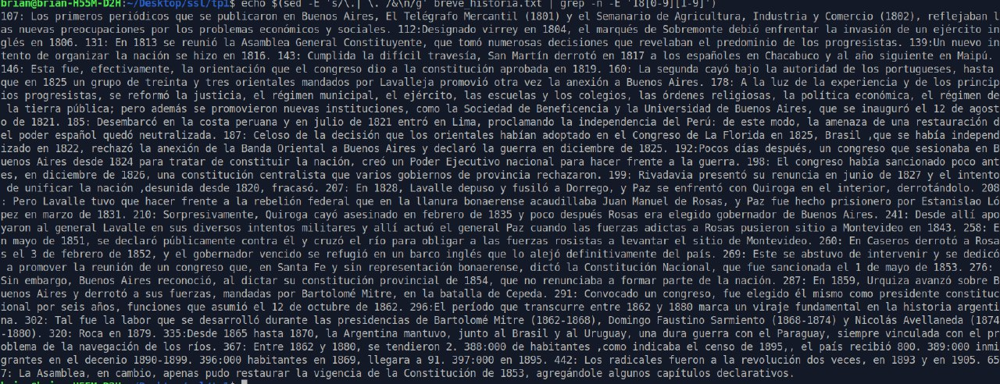 brian@brian-H55M-D2H:~/Desktop/ssl/tp1$ echo $(sed -E 's/\.| \. /&\n/g' breve_historia.txt | grep -n -E '18[0-9][1-9]')
107: Los primeros periódicos que se publicaron en Buenos Aires, El Telégrafo Mercantil (1801) y el Semanario de Agricultura, Industria y Comercio (1802), reflejaban l
as nuevas preocupaciones por los problemas económicos y sociales. 112:Designado virrey en 1804, el marqués de Sobremonte debió enfrentar la invasión de un ejército in
glés en 1806. 131: En 1813 se reunió la Asamblea General Constituyente, que tomó numerosas decisiones que revelaban el predominio de los progresistas. 139:Un nuevo in
tento de organizar la nación se hizo en 1816. 143: Cumplida la difícil travesía, San Martín derrotó en 1817 a los españoles en Chacabuco y al año siguiente en Maipú.
146: Esta fue, efectivamente, la orientación que el congreso dio a la constitución aprobada en 1819. 160: La segunda cayó bajo la autoridad de los portugueses, hasta
que en 1825 un grupo de treinta y tres orientales mandados por Lavalleja promovió otra vez la anexión a Buenos Aires. 178: A la luz de la experiencia y de los princip
ios progresistas, se reformó la justicia, el régimen municipal, el ejército, las escuelas y los colegios, las órdenes religiosas, la política económica, el régimen de
la tierra pública; pero además se promovieron nuevas instituciones, como la Sociedad de Beneficencia y la Universidad de Buenos Aires, que se inauguró el 12 de agost
o de 1821. 185: Desembarcó en la costa peruana y en julio de 1821 entró en Lima, proclamando la independencia del Perú: de este modo, la amenaza de una restauración d
el poder español quedó neutralizada. 187: Celoso de la decisión que los orientales habían adoptado en el Congreso de La Florida en 1825, Brasil ,que se había independ
izado en 1822, rechazó la anexión de la Banda Oriental a Buenos Aires y declaró la guerra en diciembre de 1825. 192:Pocos días después, un congreso que sesionaba en B
uenos Aires desde 1824 para tratar de constituir la nación, creó un Poder Ejecutivo nacional para hacer frente a la guerra. 198: El congreso había sancionado poco ant
es, en diciembre de 1826, una constitución centralista que varios gobiernos de provincia rechazaron. 199: Rivadavia presentó su renuncia en junio de 1827 y el intento
de unificar la nación ,desunida desde 1820, fracasó. 207: En 1828, Lavalle depuso y fusiló a Dorrego, y Paz se enfrentó con Quiroga en el interior, derrotándolo. 208
: Pero Lavalle tuvo que hacer frente a la rebelión federal que en la llanura bonaerense acaudillaba Juan Manuel de Rosas, y Paz fue hecho prisionero por Estanislao Ló
pez en marzo de 1831. 210: Sorpresivamente, Quiroga cayó asesinado en febrero de 1835 y poco después Rosas era elegido gobernador de Buenos Aires. 241: Desde allí apo
yaron al general Lavalle en sus diversos intentos militares y allí actuó el general Paz cuando las fuerzas adictas a Rosas pusieron sitio a Montevideo en 1843. 258: E
n mayo de 1851, se declaró públicamente contra él y cruzó el río para obligar a las fuerzas rosistas a levantar el sitio de Montevideo. 260: En Caseros derrotó a Rosa
s el 3 de febrero de 1852, y el gobernador vencido se refugió en un barco inglés que lo alejó definitivamente del país. 269: Este se abstuvo de intervenir y se dedicó
a promover la reunión de un congreso que, en Santa Fe y sin representación bonaerense, dictó la Constitución Nacional, que fue sancionada el 1 de mayo de 1853. 276:
Sin embargo, Buenos Aires reconoció, al dictar su constitución provincial de 1854, que no renunciaba a formar parte de la nación. 287: En 1859, Urquiza avanzó sobre B
uenos Aires y derrotó a sus fuerzas, mandadas por Bartolomé Mitre, en la batalla de Cepeda. 291: Convocado un congreso, fue elegido él mismo como presidente constituc
ional por seis años, funciones que asumió el 12 de octubre de 1862. 296:El período que transcurre entre 1862 y 1880 marca un viraje fundamental en la historia argenti
na. 302: Tal fue la labor que se desarrolló durante las presidencias de Bartolomé Mitre (1862-1868), Domingo Faustino Sarmiento (1868-1874) y Nicolás Avellaneda (1874
-1880). 320: Roca en 1879. 335:Desde 1865 hasta 1870, la Argentina mantuvo, junto al Brasil y al Uruguay, una dura guerra con el Paraguay, siempre vinculada con el pr
oblema de la navegación de los ríos. 367: Entre 1862 y 1880, se tendieron 2. 388:000 de habitantes ,como indicaba el censo de 1895,, el país recibió 800. 389:000 inmi
grantes en el decenio 1890-1899. 396:000 habitantes en 1869, llegara a 91. 397:000 en 1895. 442: Los radicales fueron a la revolución dos veces, en 1893 y en 1905. 65
7: La Asamblea, en cambio, apenas pudo restaurar la vigencia de la Constitución de 1853, agregándole algunos capítulos declarativos.
brian@brian-H55M-D2H:~/Desktop/ssl/tp1$